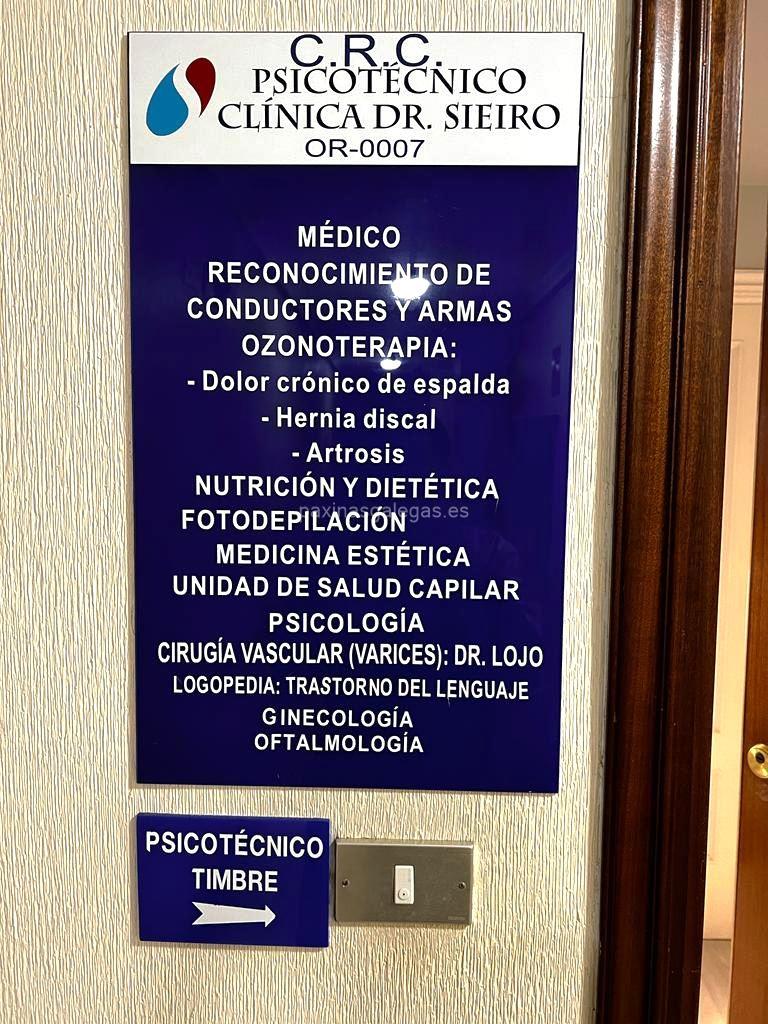 C.R.C.
PSICOTÉCNICO
CLÍNICA DR. SIEIRO
OR-0007
MÉDICO
RECONOCIMIENTO DE
CONDUCTORES Y ARMAS
OZONOTERAPIA:
- Dolor crónico de espalda
- Hernia discal
- Artrosis
NUTRICIÓN Y DIETÉTICA
paxinasgalegas.es
FOTODEPILACIÓN
MEDICINA ESTÉTICA
UNIDAD DE SALUD CAPILAR
PSICOLOGÍA
CIRUGÍA VASCULAR (VARICES): DR. LOJO
LOGOPEDIA: TRASTORNO DEL LENGUAJE
GINECOLOGÍA
OFTALMOLOGÍA
PSICOTÉCNICO
TIMBRE